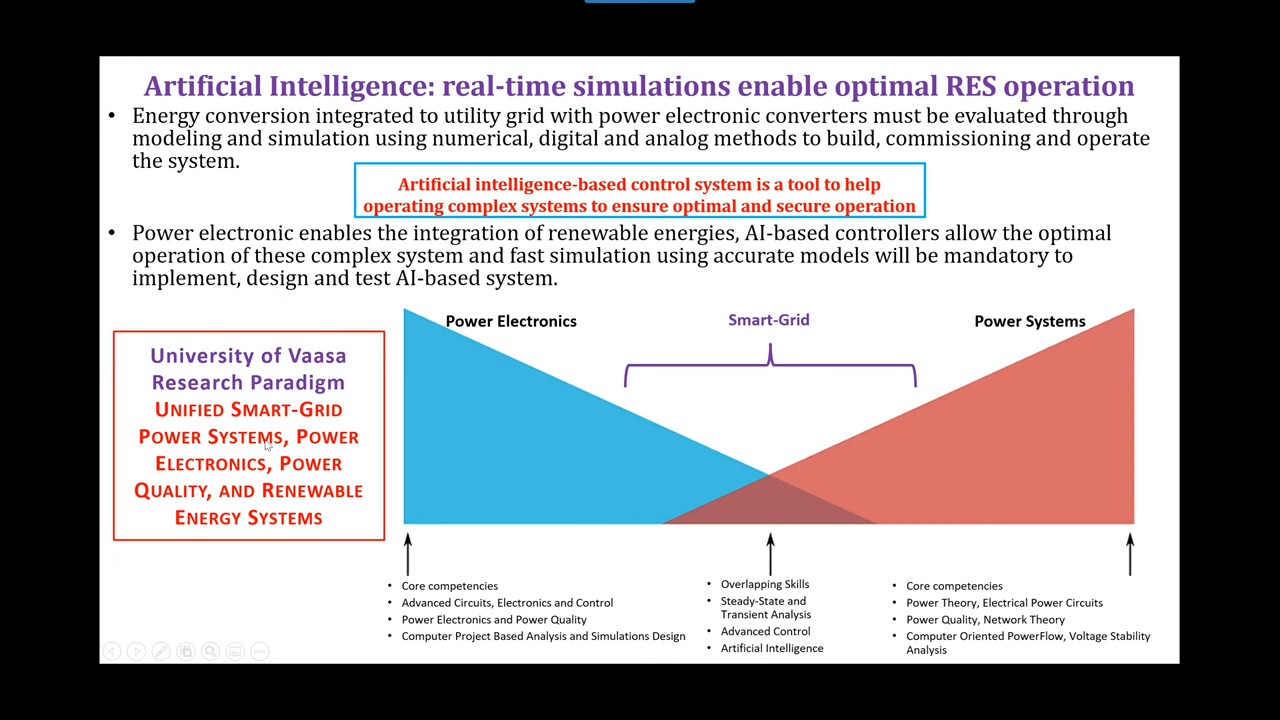 Artificial Intelligence: real-time simulations enable optimal RES operation
• Energy conversion integrated to utility grid with power electronic converters must be evaluated through
modeling and simulation using numerical, digital and analog methods to build, commissioning and operate
the system.
Artificial intelligence-based control system is a tool to help
operating complex systems to ensure optimal and secure operation
• Power electronic enables the integration of renewable energies, AI-based controllers allow the optimal
operation of these complex system and fast simulation using accurate models will be mandatory to
implement, design and test AI-based system.
University of Vaasa
Research Paradigm
Unified Smart-Grid
Power Systems, Power
Electronics, Power
Quality, and Renewable
Energy Systems
Power Electronics
Smart-Grid
Power Systems
• Core competencies
• Advanced Circuits, Electronics and Control
• Power Electronics and Power Quality
• Computer Project Based Analysis and Simulations Design
• Overlapping Skills
• Steady-State and
Transient Analysis
• Advanced Control
• Artificial Intelligence
• Core competencies
• Power Theory, Electrical Power Circuits
• Power Quality, Network Theory
• Computer Oriented PowerFlow, Voltage Stability
Analysis